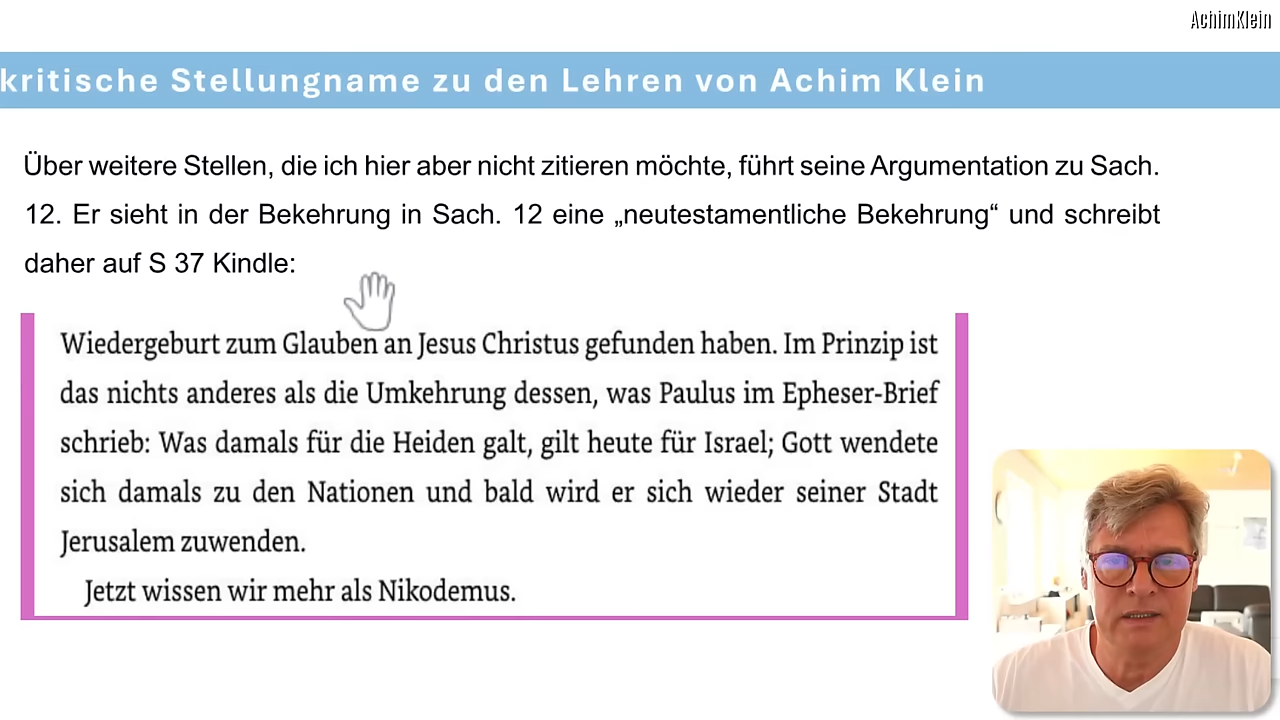 AchimKlein
kritische Stellungname zu den Lehren von Achim Klein
Über weitere Stellen, die ich hier aber nicht zitieren möchte, führt seine Argumentation zu Sach.
12. Er sieht in der Bekehrung in Sach. 12 eine „neutestamentliche Bekehrung“ und schreibt
daher auf S 37 Kindle:
Wiedergeburt zum Glauben an Jesus Christus gefunden haben. Im Prinzip ist
das nichts anderes als die Umkehrung dessen, was Paulus im Epheser-Brief
schrieb: Was damals für die Heiden galt, gilt heute für Israel; Gott wendete
sich damals zu den Nationen und bald wird er sich wieder seiner Stadt
Jerusalem zuwenden.
Jetzt wissen wir mehr als Nikodemus.